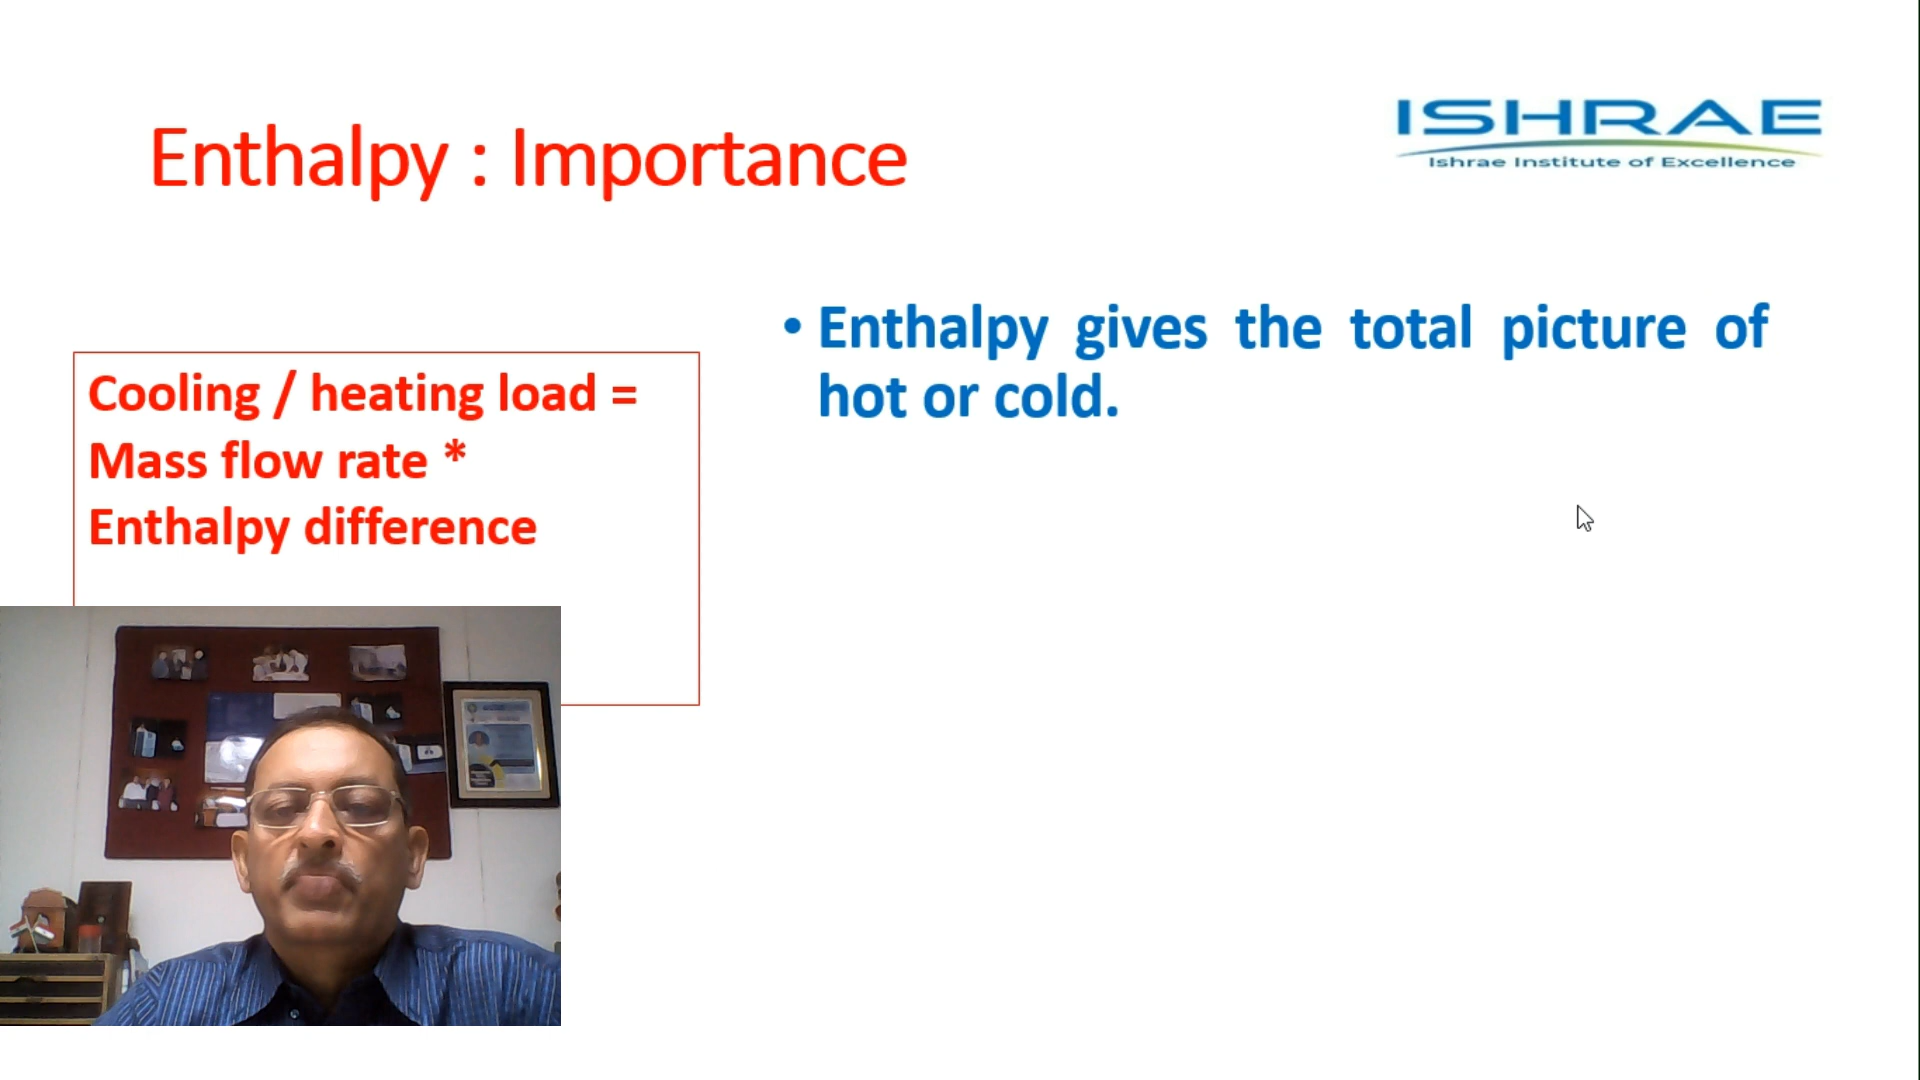 Enthalpy : Importance
ISHRAE
Ishrae Institute of Excellence
Cooling / heating load =
Mass flow rate *
Enthalpy difference
• Enthalpy gives the total picture of
hot or cold.